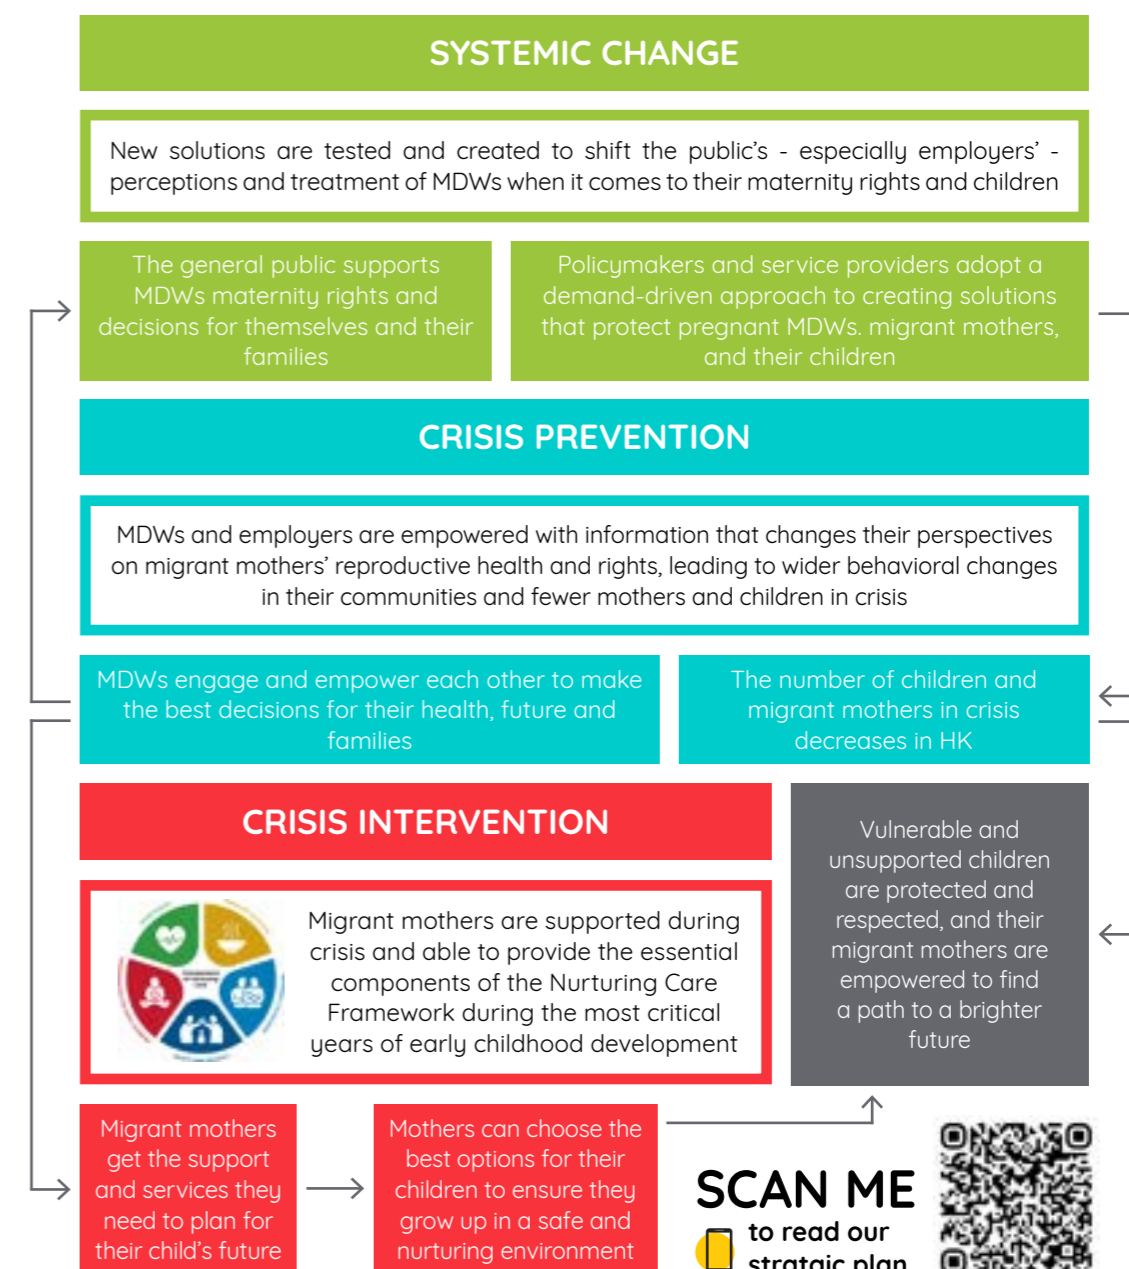 SYSTEMIC CHANGE
New solutions are tested and created to shift the public’s - especially employers’ -
perceptions and treatment of MDWs when it comes to their maternity rights and children
The general public supports
MDWs maternity rights and
decisions for themselves and their
families
Policymakers and service providers adopt a
demand-driven approach to creating solutions
that protect pregnant MDWs. migrant mothers,
and their children
CRISIS PREVENTION
MDWs and employers are empowered with information that changes their perspectives
on migrant mothers’ reproductive health and rights, leading to wider behavioral changes
in their communities and fewer mothers and children in crisis
MDWs engage and empower each other to make
the best decisions for their health, future and
families
The number of children and
migrant mothers in crisis
decreases in HK
CRISIS INTERVENTION
Migrant mothers are supported during
crisis and able to provide the essential
components of the Nurturing Care
Framework during the most critical
years of early childhood development
Vulnerable and
unsupported children
are protected and
respected, and their
migrant mothers are
empowered to find
a path to a brighter
future
Migrant mothers
get the support
and services they
need to plan for
their child’s future
Mothers can choose the
best options for their
children to ensure they
grow up in a safe and
nurturing environment
SCAN ME
to read our
strataic plan